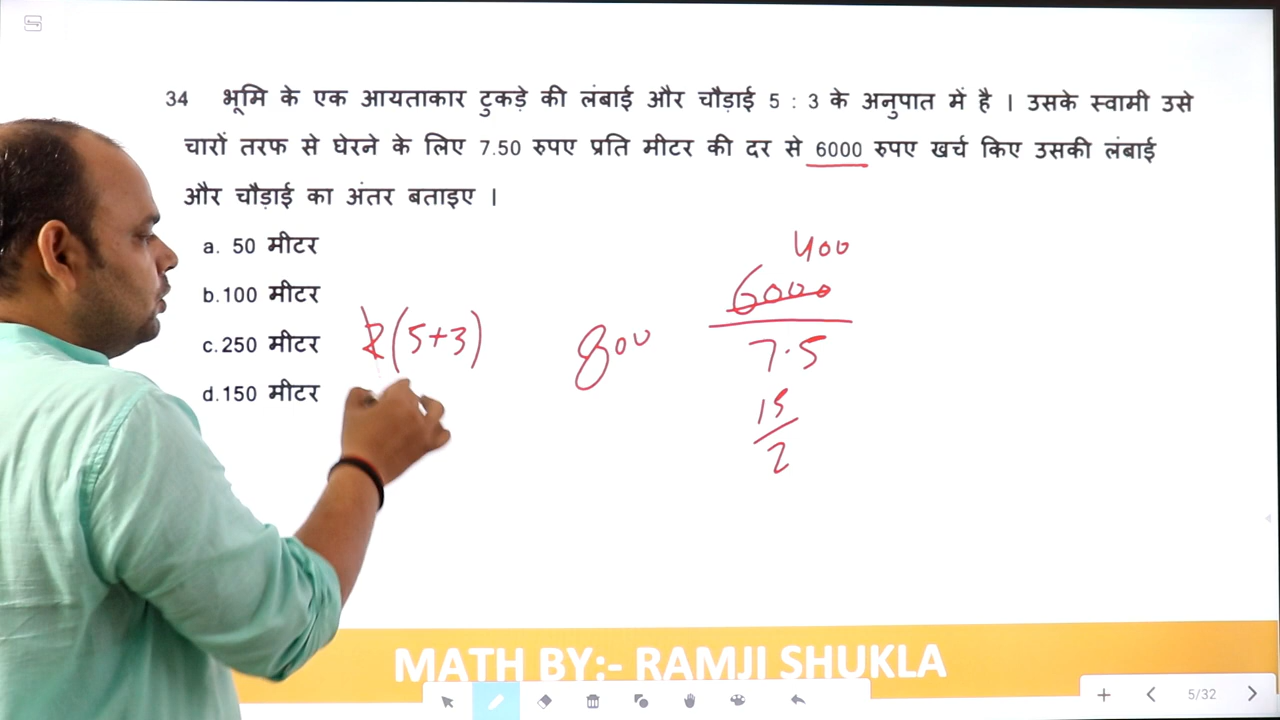 34 भूमि के एक आयताकार टुकड़े की लंबाई और चौड़ाई 5 : 3 के अनुपात में है । उसके स्वामी उसे
चारों तरफ से घेरने के लिए 7.50 रुपए प्रति मीटर की दर से 6000 रुपए खर्च किए उसकी लंबाई
और चौड़ाई का अंतर बताइए ।
a. 50 मीटर
b.100 मीटर
c.250 मीटर
d.150 मीटर
2(5+3)
800
400
6000
7.5
15
2
MATH BY:- RAMJI SHUKLA
5/32